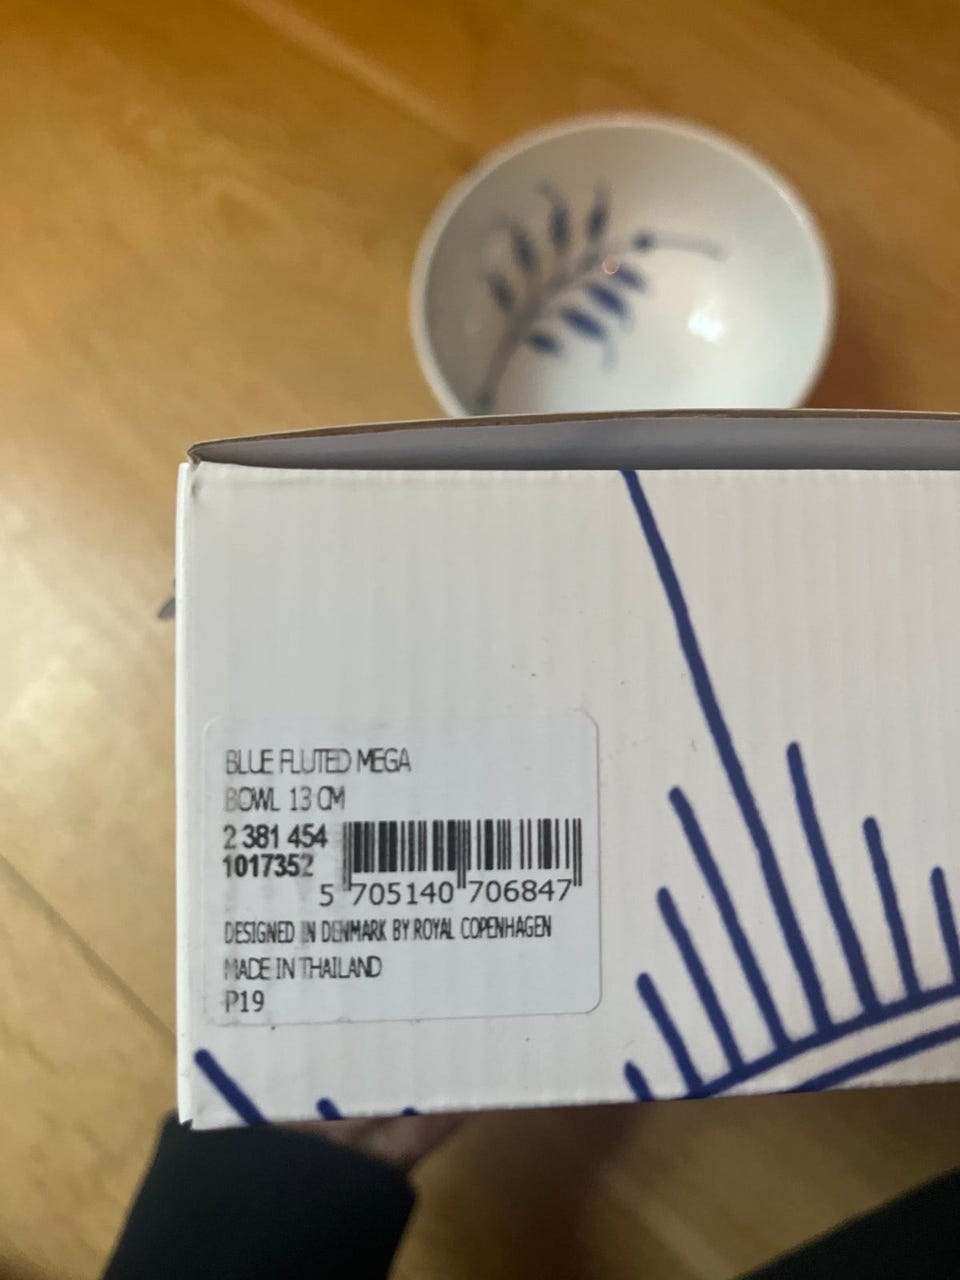 BLUE FLUTED MEGA
BOWL 13 CM
2 381 454
1017352
5 705140 706847
DESIGNED IN DENMARK BY ROYAL COPENHAGEN
MADE IN THAILAND
P19